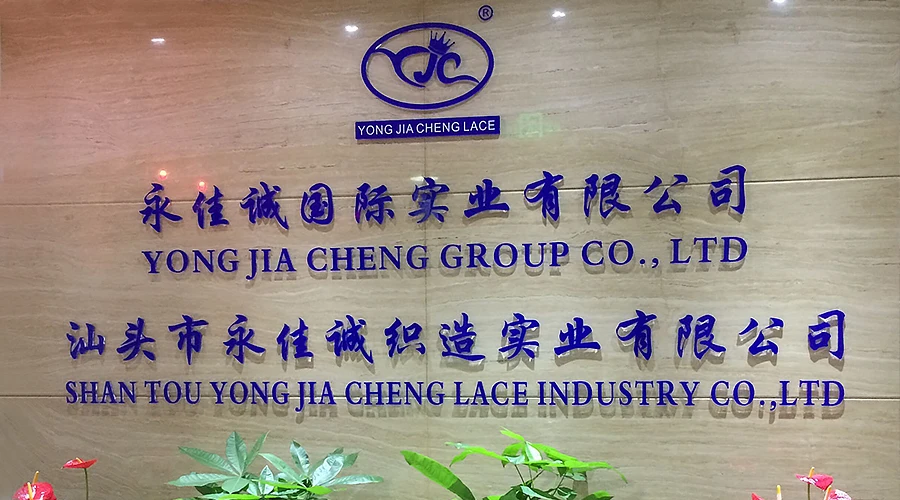 ®
YJC
YONG JIA CHENG LACE
永佳诚国际实业有限公司
YONG JIA CHENG GROUP CO., LTD
汕头市永佳诚织造实业有限公司
SHAN TOU YONG JIA CHENG LACE INDUSTRY CO.,LTD